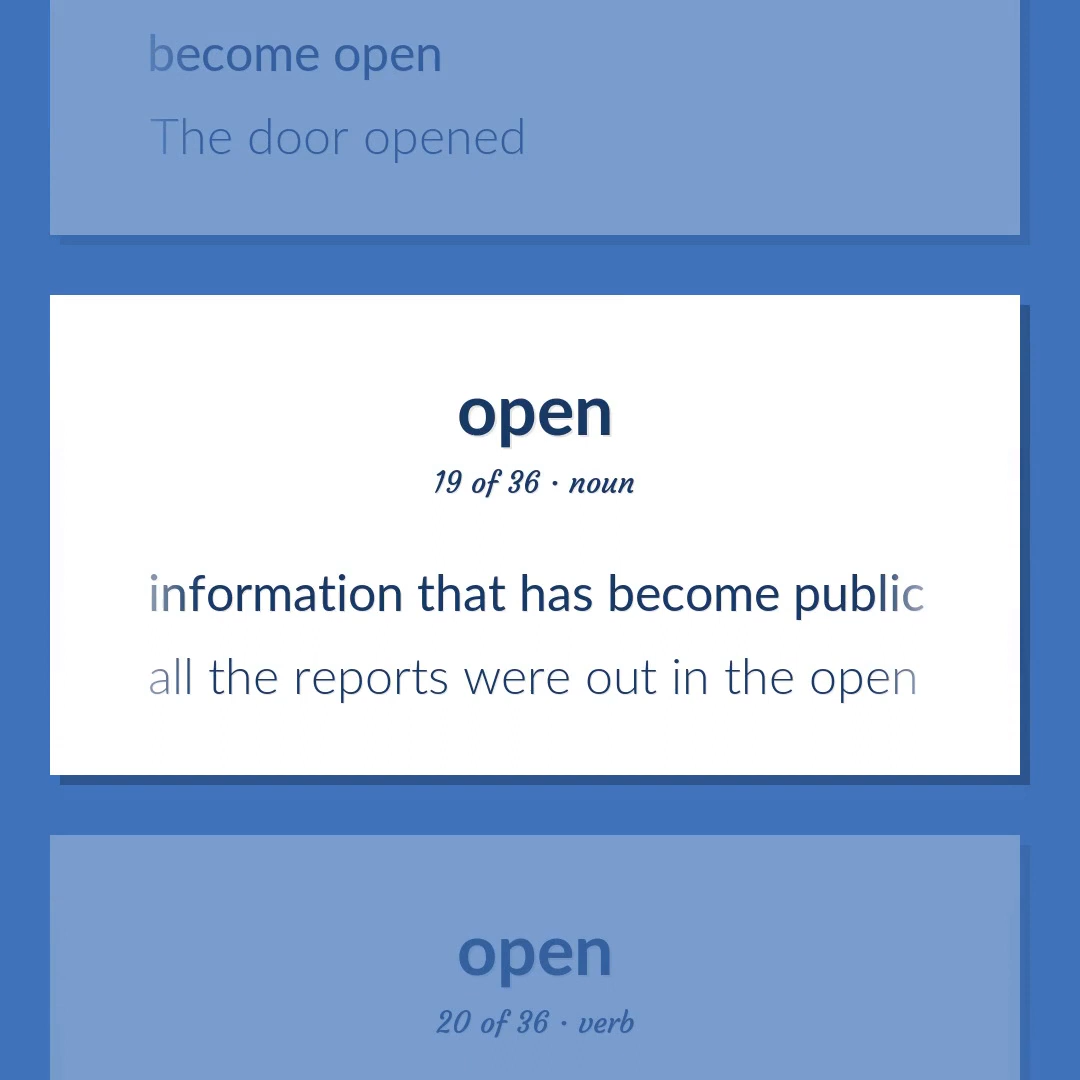 become open
The door opened
open
19 of 36 · noun
information that has become public
all the reports were out in the open
open
20 of 36 · verb